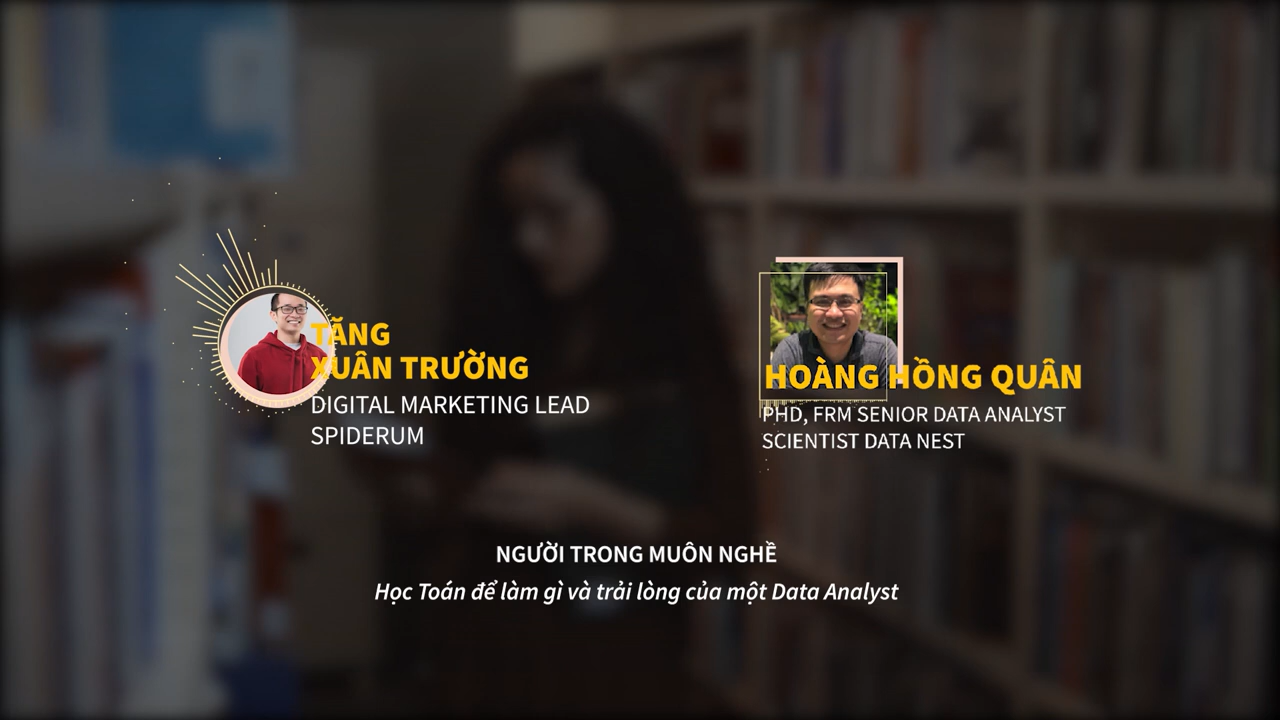 TĂNG
XUÂN TRƯỜNG
DIGITAL MARKETING LEAD
SPIDERUM
HOÀNG HỒNG QUÂN
PHD, FRM SENIOR DATA ANALYST
SCIENTIST DATA NEST
NGƯỜI TRONG MUÔN NGHỀ
Học Toán để làm gì và trải lòng của một Data Analyst